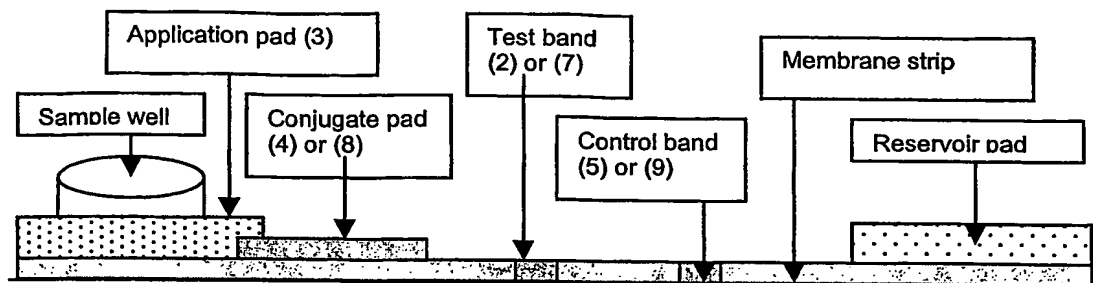 Application pad (3)
Test band
(2) or (7)
Membrane strip
Sample well
Conjugate pad
(4) or (8)
Control band
(5) or (9)
Reservoir pad